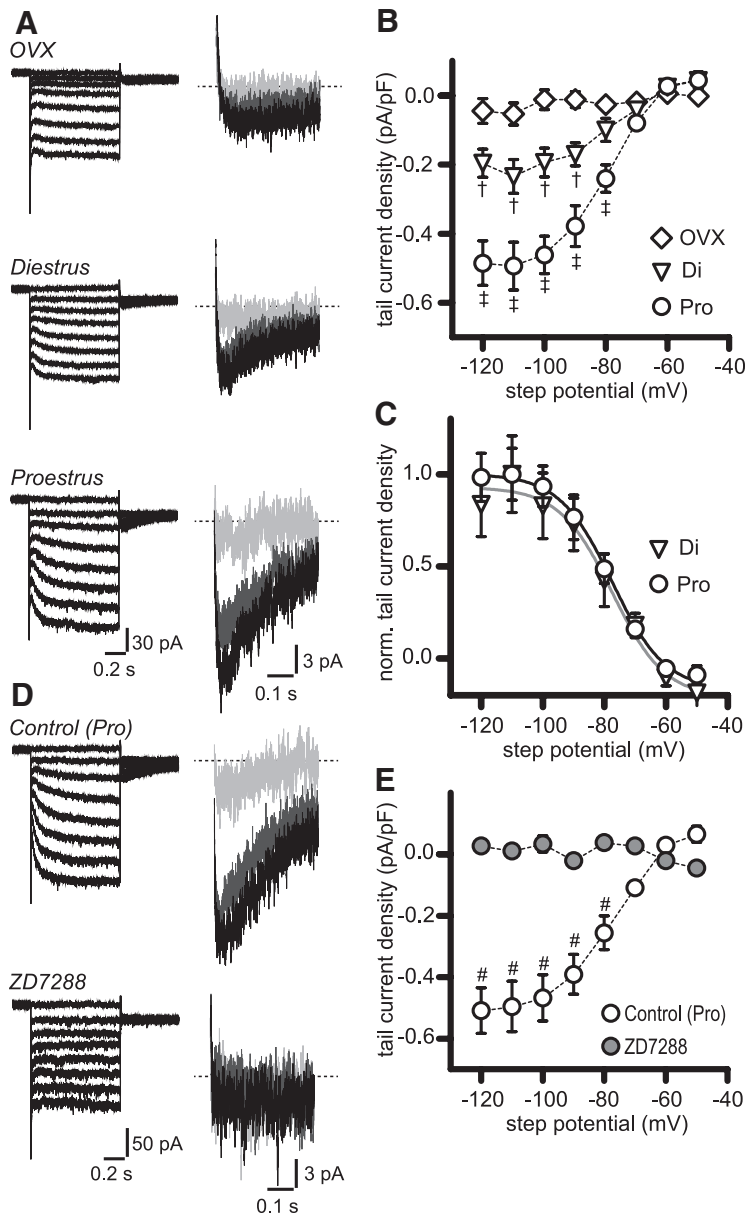 A
OVX
Diestrus
Proestrus
30 pA
0.2 s
3 pA
0.1 s
B
tail current density (pA/pF)
0.0
-0.2
-0.4
-0.6
† † † † ‡
‡ ‡ ‡ ‡
OVX
Di
Pro
-120 -100 -80 -60 -40
step potential (mV)
C
norm. tail current density
1.0
0.5
0.0
Di
Pro
-120 -100 -80 -60 -40
step potential (mV)
D
Control (Pro)
ZD7288
50 pA
0.2 s
3 pA
0.1 s
E
tail current density (pA/pF)
0.0
-0.2
-0.4
-0.6
# # # # #
Control (Pro)
ZD7288
-120 -100 -80 -60 -40
step potential (mV)